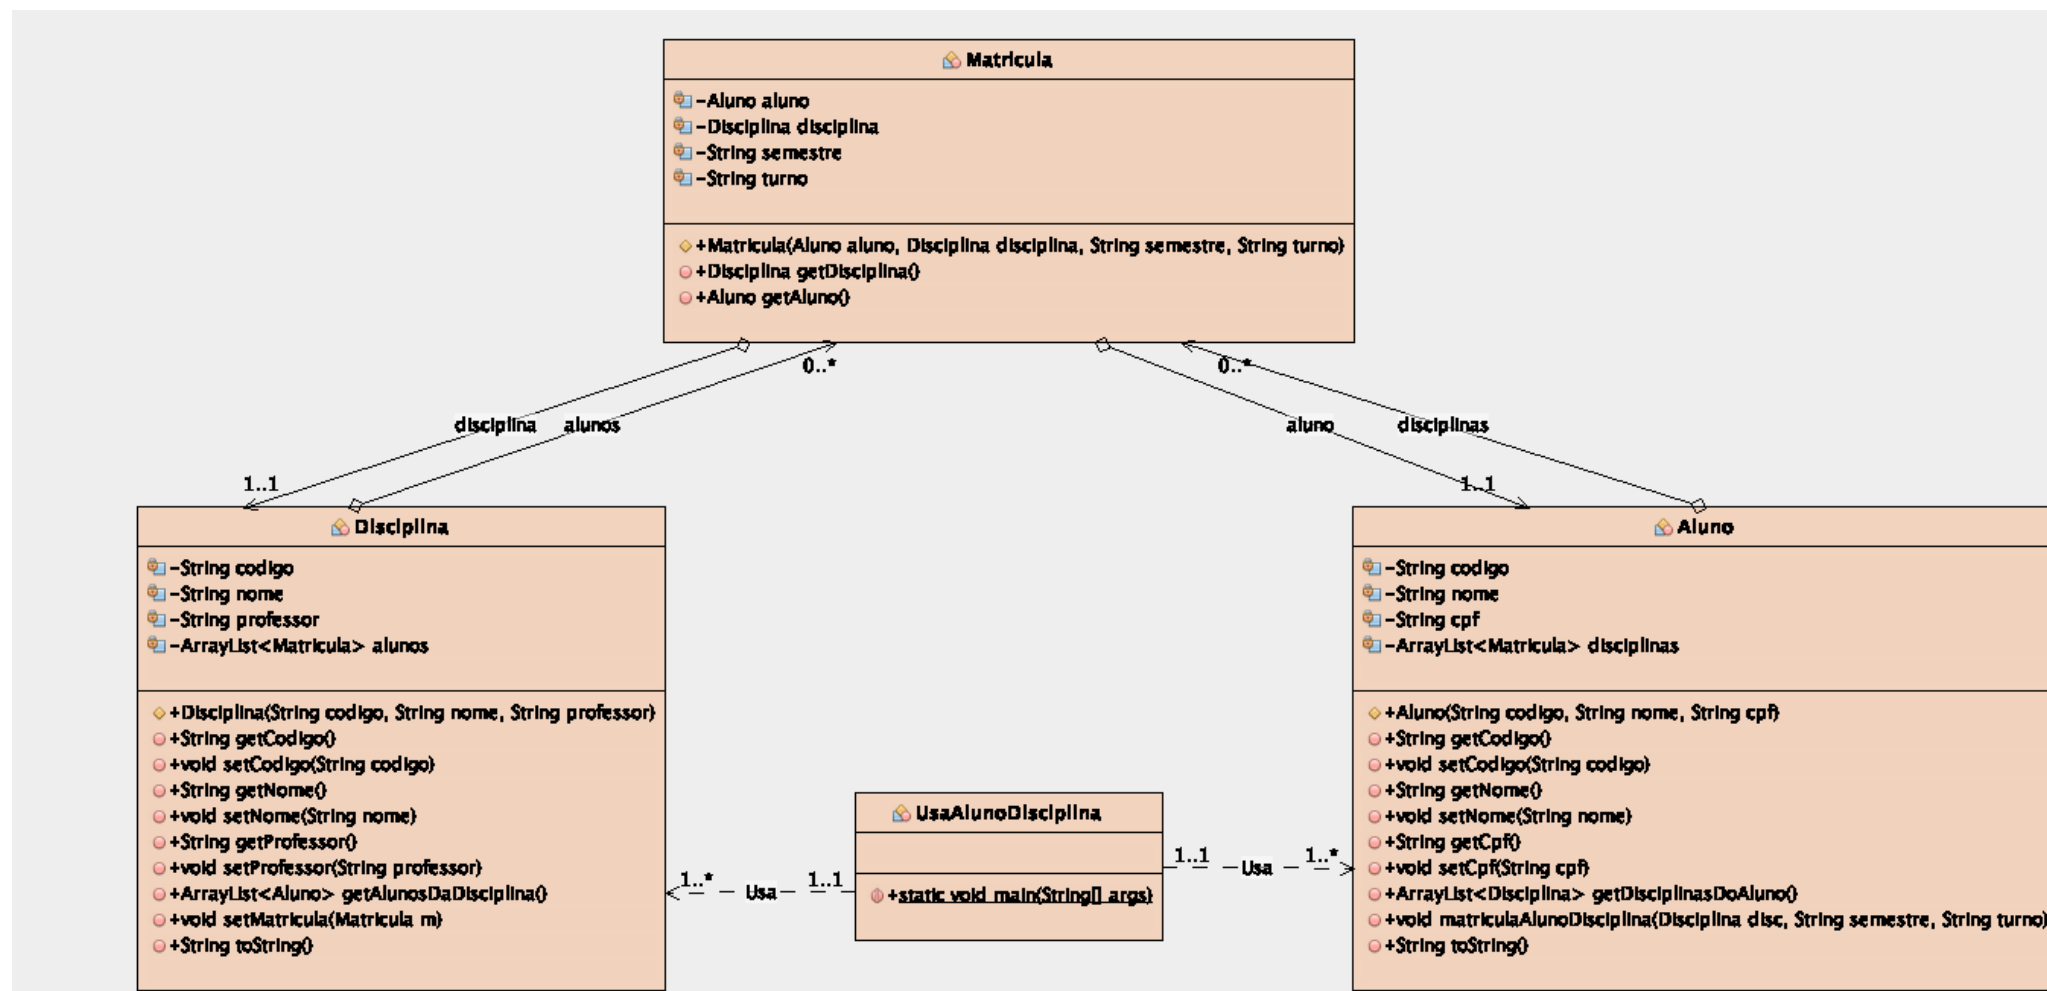 Matricula
-Aluno aluno
-Disciplina disciplina
-String semestre
-String turno
+Matricula(Aluno aluno, Disciplina disciplina, String semestre, String turno)
+Disciplina getDisciplina()
+Aluno getAluno()
0..*
0..*
disciplina
alunos
aluno
disciplinas
1..1
1..1
Disciplina
-String codigo
-String nome
-String professor
-ArrayList<Matricula> alunos
+Disciplina(String codigo, String nome, String professor)
+String getCodigo()
+void setCodigo(String codigo)
+String getNome()
+void setNome(String nome)
+String getProfessor()
+void setProfessor(String professor)
+ArrayList<Aluno> getAlunosDaDisciplina()
+void setMatricula(Matricula m)
+String toString()
1..*
Usa
1..1
UsaAlunoDisciplina
+static void main(String[] args)
1..1
Usa
1..*
Aluno
-String codigo
-String nome
-String cpf
-ArrayList<Matricula> disciplinas
+Aluno(String codigo, String nome, String cpf)
+String getCodigo()
+void setCodigo(String codigo)
+String getNome()
+void setNome(String nome)
+String getCpf()
+void setCpf(String cpf)
+ArrayList<Disciplina> getDisciplinasDoAluno()
+void matriculaAlunoDisciplina(Disciplina disc, String semestre, String turno)
+String toString()